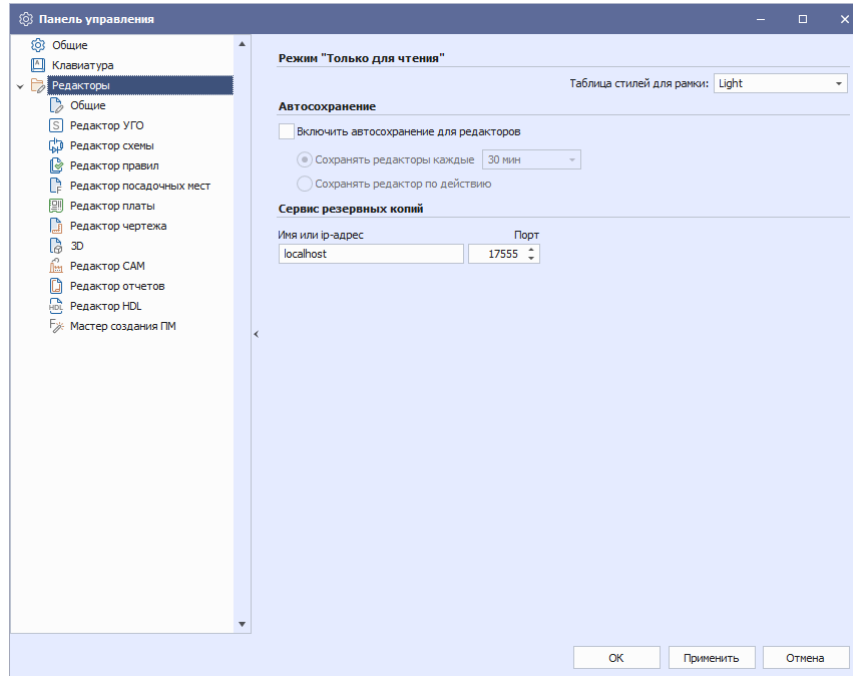 Панель управления
Общие
Клавиатура
Редакторы
Общие
Редактор УГО
Редактор схемы
Редактор правил
Редактор посадочных мест
Редактор платы
Редактор чертежа
3D
Редактор CAM
Редактор отчетов
Редактор HDL
Мастер создания ПМ
Режим "Только для чтения"
Таблица стилей для рамки: Light
Автосохранение
Включить автосохранение для редакторов
Сохранять редакторы каждые 30 мин
Сохранять редактор по действию
Сервис резервных копий
Имя или ip-адрес Порт
localhost 17555
ОК Применить Отмена